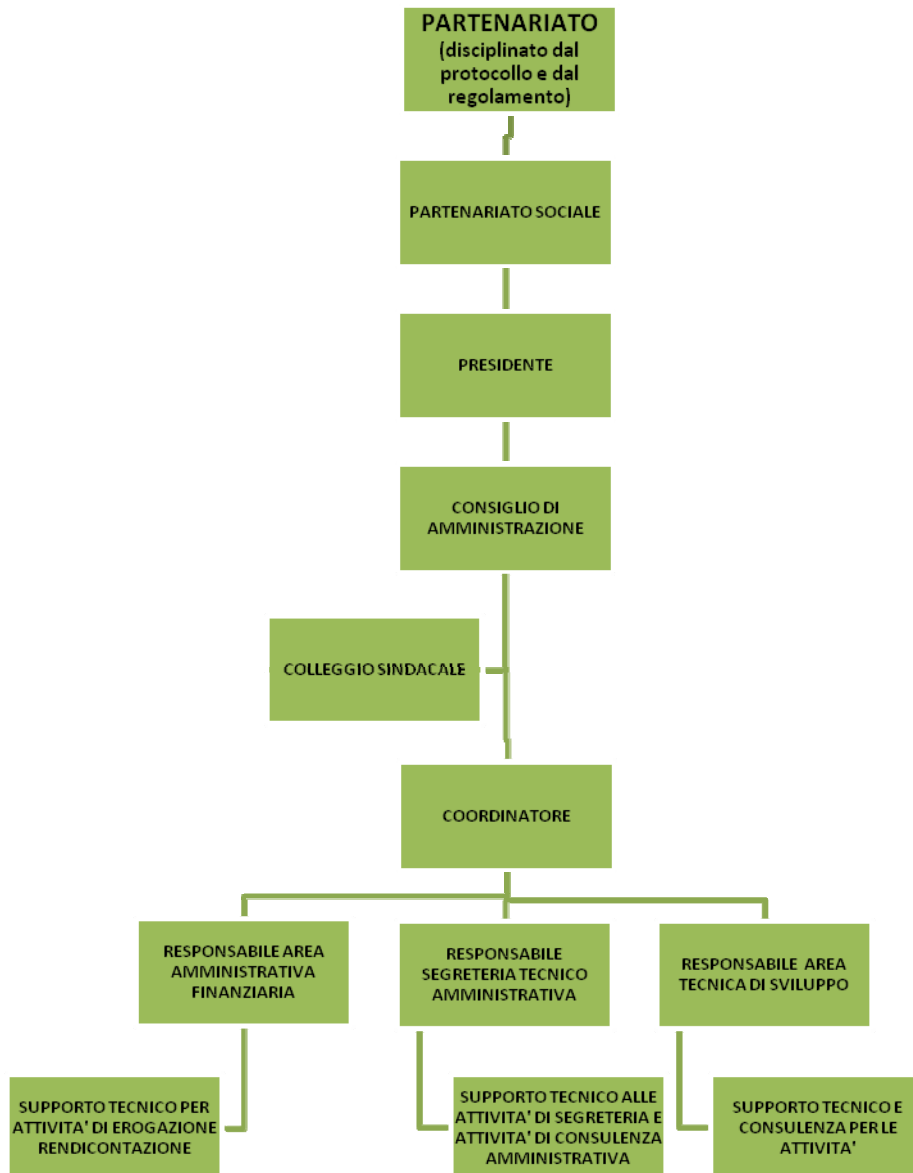 PARTENARIATO
(disciplinato dal
protocollo e dal
regolamento)
PARTENARIATO SOCIALE
PRESIDENTE
CONSIGLIO DI
AMMINISTRAZIONE
COLLEGGIO SINDACALE
COORDINATORE
RESPONSABILE AREA
AMMINISTRATIVA
FINANZIARIA
RESPONSABILE
SEGRETERIA TECNICO
AMMINISTRATIVA
RESPONSABILE AREA
TECNICA DI SVILUPPO
SUPPORTO TECNICO PER
ATTIVITA' DI EROGAZIONE
RENDICONTAZIONE
SUPPORTO TECNICO ALLE
ATTIVITA' DI SEGRETERIA E
ATTIVITA' DI CONSULENZA
AMMINISTRATIVA
SUPPORTO TECNICO E
CONSULENZA PER LE
ATTIVITA'